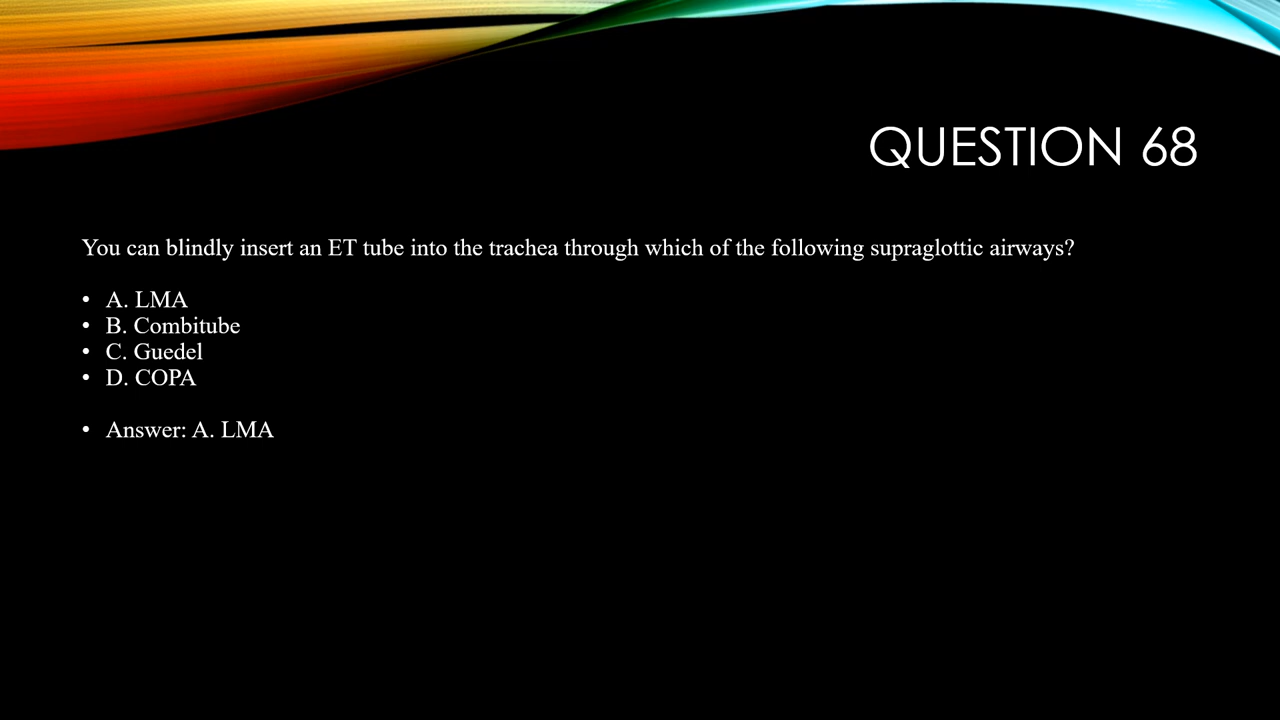 QUESTION 68
You can blindly insert an ET tube into the trachea through which of the following supraglottic airways?
• A. LMA
• B. Combitube
• C. Guedel
• D. COPA
• Answer: A. LMA